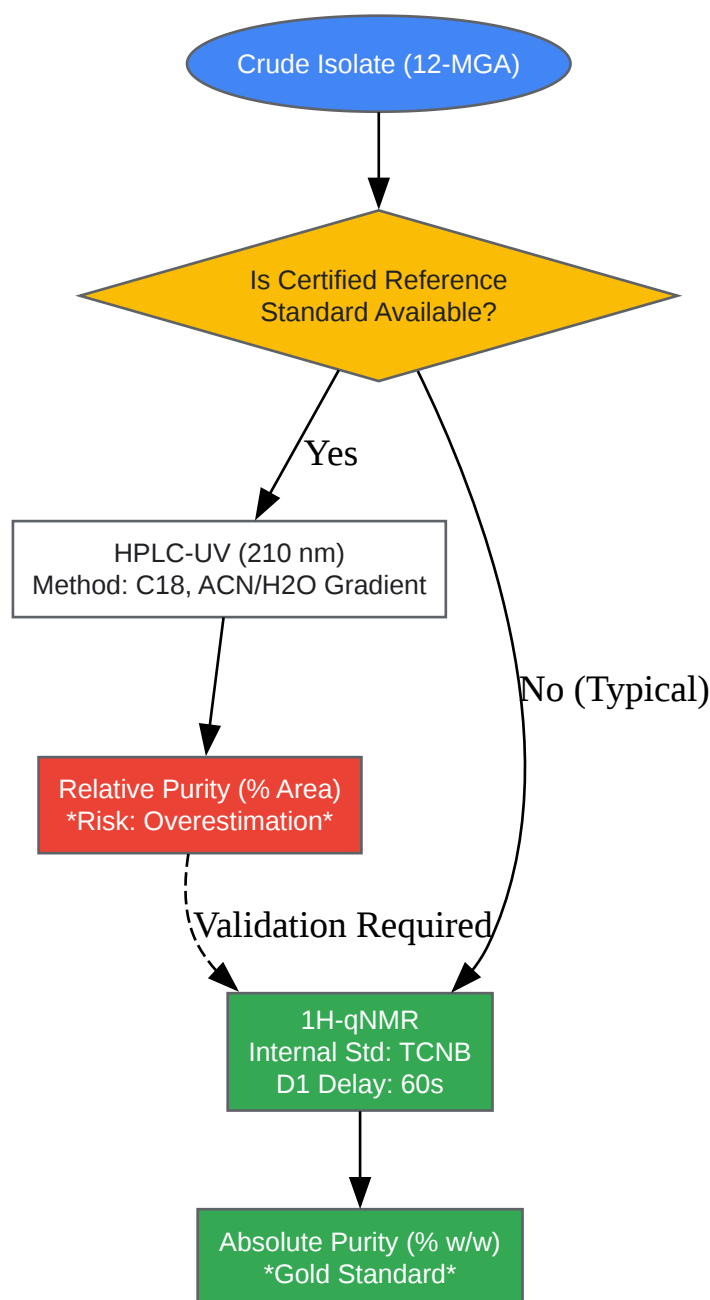 Crude Isolate (12-MGA)
Is Certified Reference
Standard Available?
Yes
HPLC-UV (210 nm)
Method: C18, ACN/H2O Gradient
No (Typical)
Relative Purity (% Area)
*Risk: Overestimation*
Validation Required
1H-qNMR
Internal Std: TCNB
D1 Delay: 60s
Absolute Purity (% w/w)
*Gold Standard*